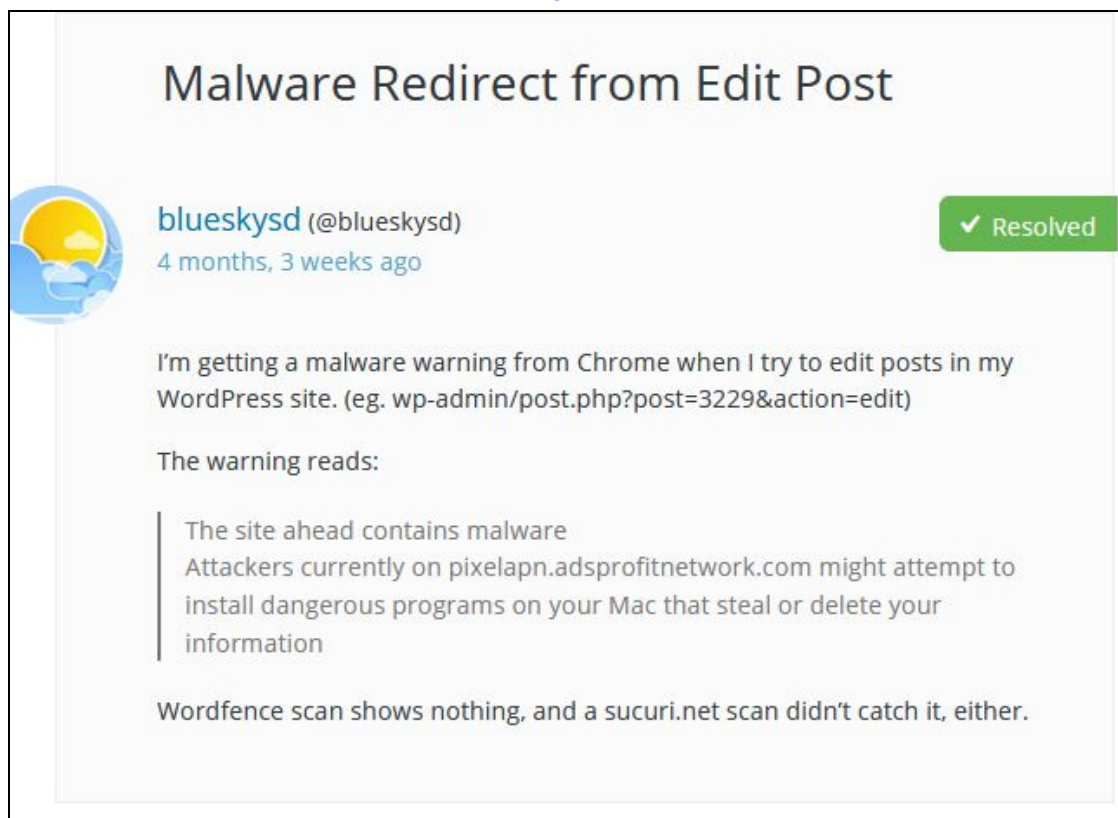 Malware Redirect from Edit Post
blueskysd (@blueskysd)
✔ Resolved
4 months, 3 weeks ago
I’m getting a malware warning from Chrome when I try to edit posts in my
WordPress site. (eg. wp-admin/post.php?post=3229&action=edit)
The warning reads:
The site ahead contains malware
Attackers currently on pixelapn.adsprofitnetwork.com might attempt to
install dangerous programs on your Mac that steal or delete your
information
Wordfence scan shows nothing, and a sucuri.net scan didn’t catch it, either.